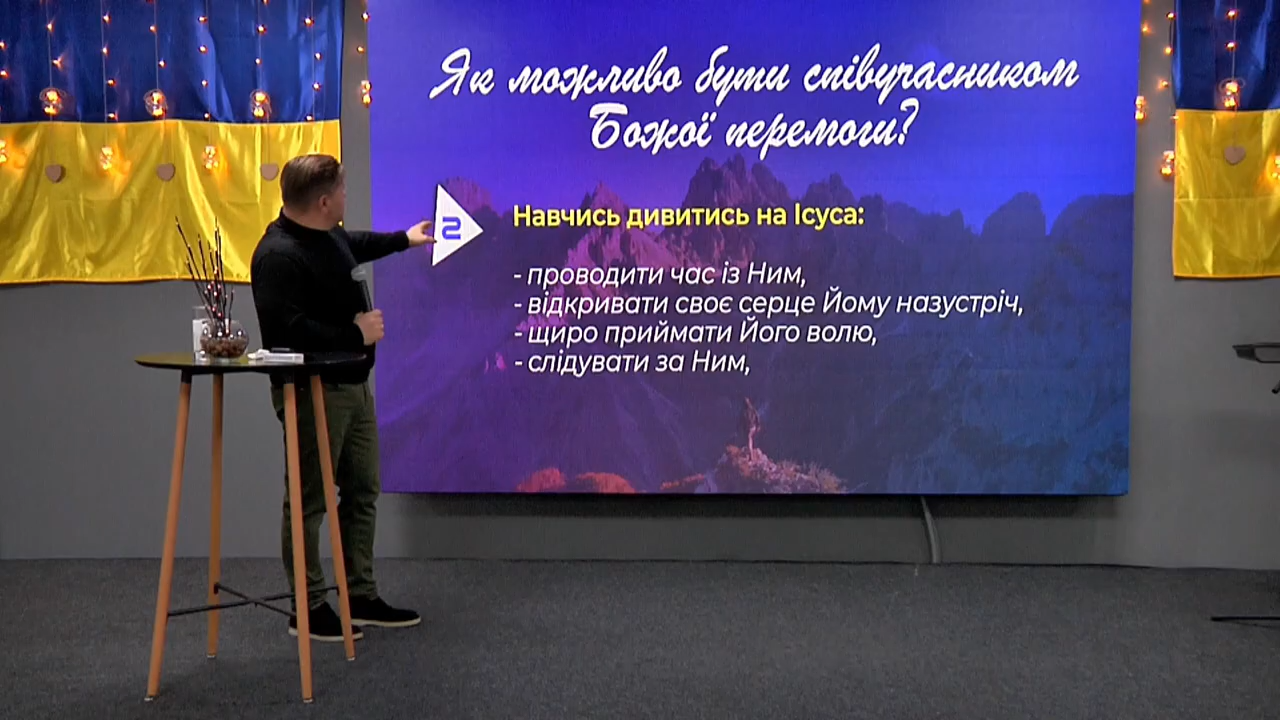 Як можливо бути співучасником
Божої перемоги?
2
Навчись дивитись на Ісуса:
- проводити час із Ним,
- відкривати своє серце Йому назустріч,
- щиро приймати Його волю,
- слідувати за Ним,